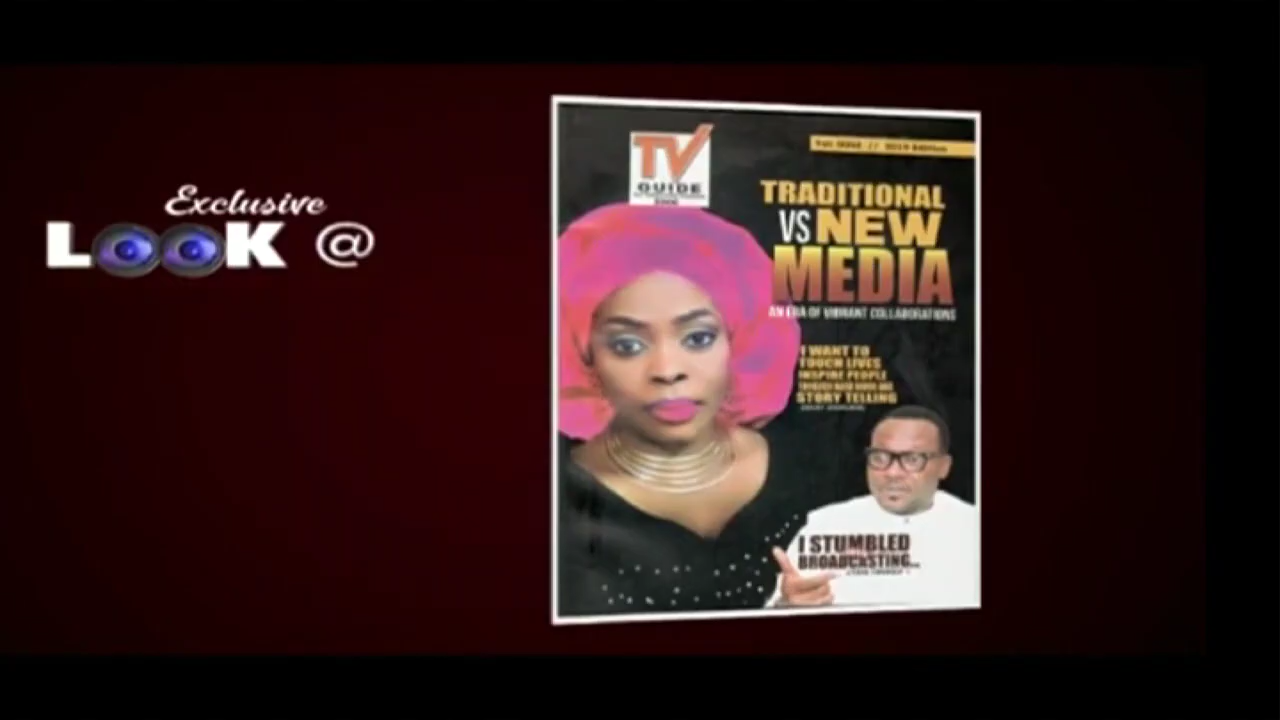 Exclusive
LOOK @
TV
GUIDE
TRADITIONAL
VS NEW
MEDIA
AN ERA OF VIBRANT COLLABORATIONS
I WANT TO
TOUCH LIVES
INSPIRE PEOPLE
STORY TELLING
I STUMBLED
BROADCASTING...